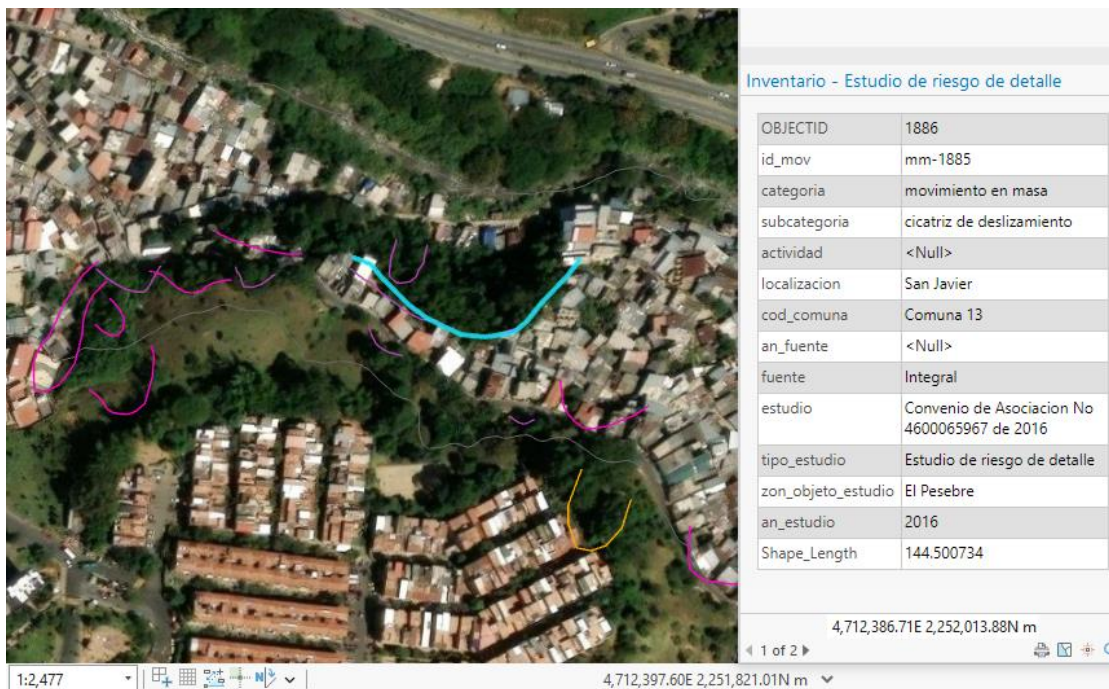 Inventario - Estudio de riesgo de detalle
OBJECTID 1886
id_mov mm-1885
categoria movimiento en masa
subcategoria cicatriz de deslizamiento
actividad <Null>
localizacion San Javier
cod_comuna Comuna 13
an_fuente <Null>
fuente Integral
estudio Convenio de Asociacion No
4600065967 de 2016
tipo_estudio Estudio de riesgo de detalle
zon_objeto_estudio El Pesebre
an_estudio 2016
Shape_Length 144.500734
4,712,386.71E 2,252,013.88N m
1 of 2
1:2,477 N 4,712,397.60E 2,251,821.01N m